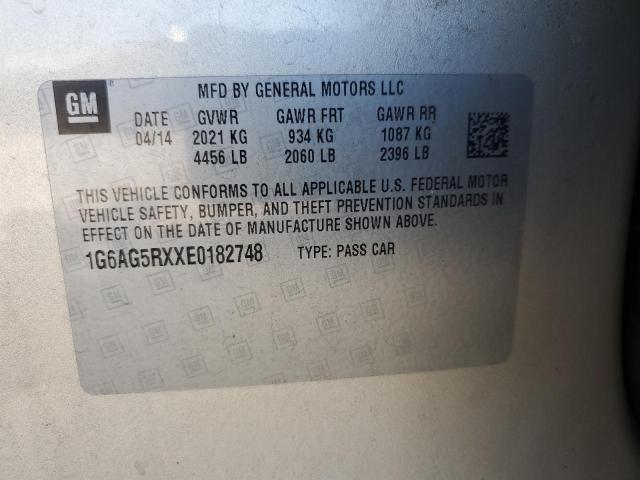 GM
MFD BY GENERAL MOTORS LLC
DATE GVWR GAWR FRT GAWR RR
04/14 2021 KG 934 KG 1087 KG
4456 LB 2060 LB 2396 LB
THIS VEHICLE CONFORMS TO ALL APPLICABLE U.S. FEDERAL MOTOR
VEHICLE SAFETY, BUMPER, AND THEFT PREVENTION STANDARDS IN
EFFECT ON THE DATE OF MANUFACTURE SHOWN ABOVE.
1G6AG5RXXE0182748 TYPE: PASS CAR